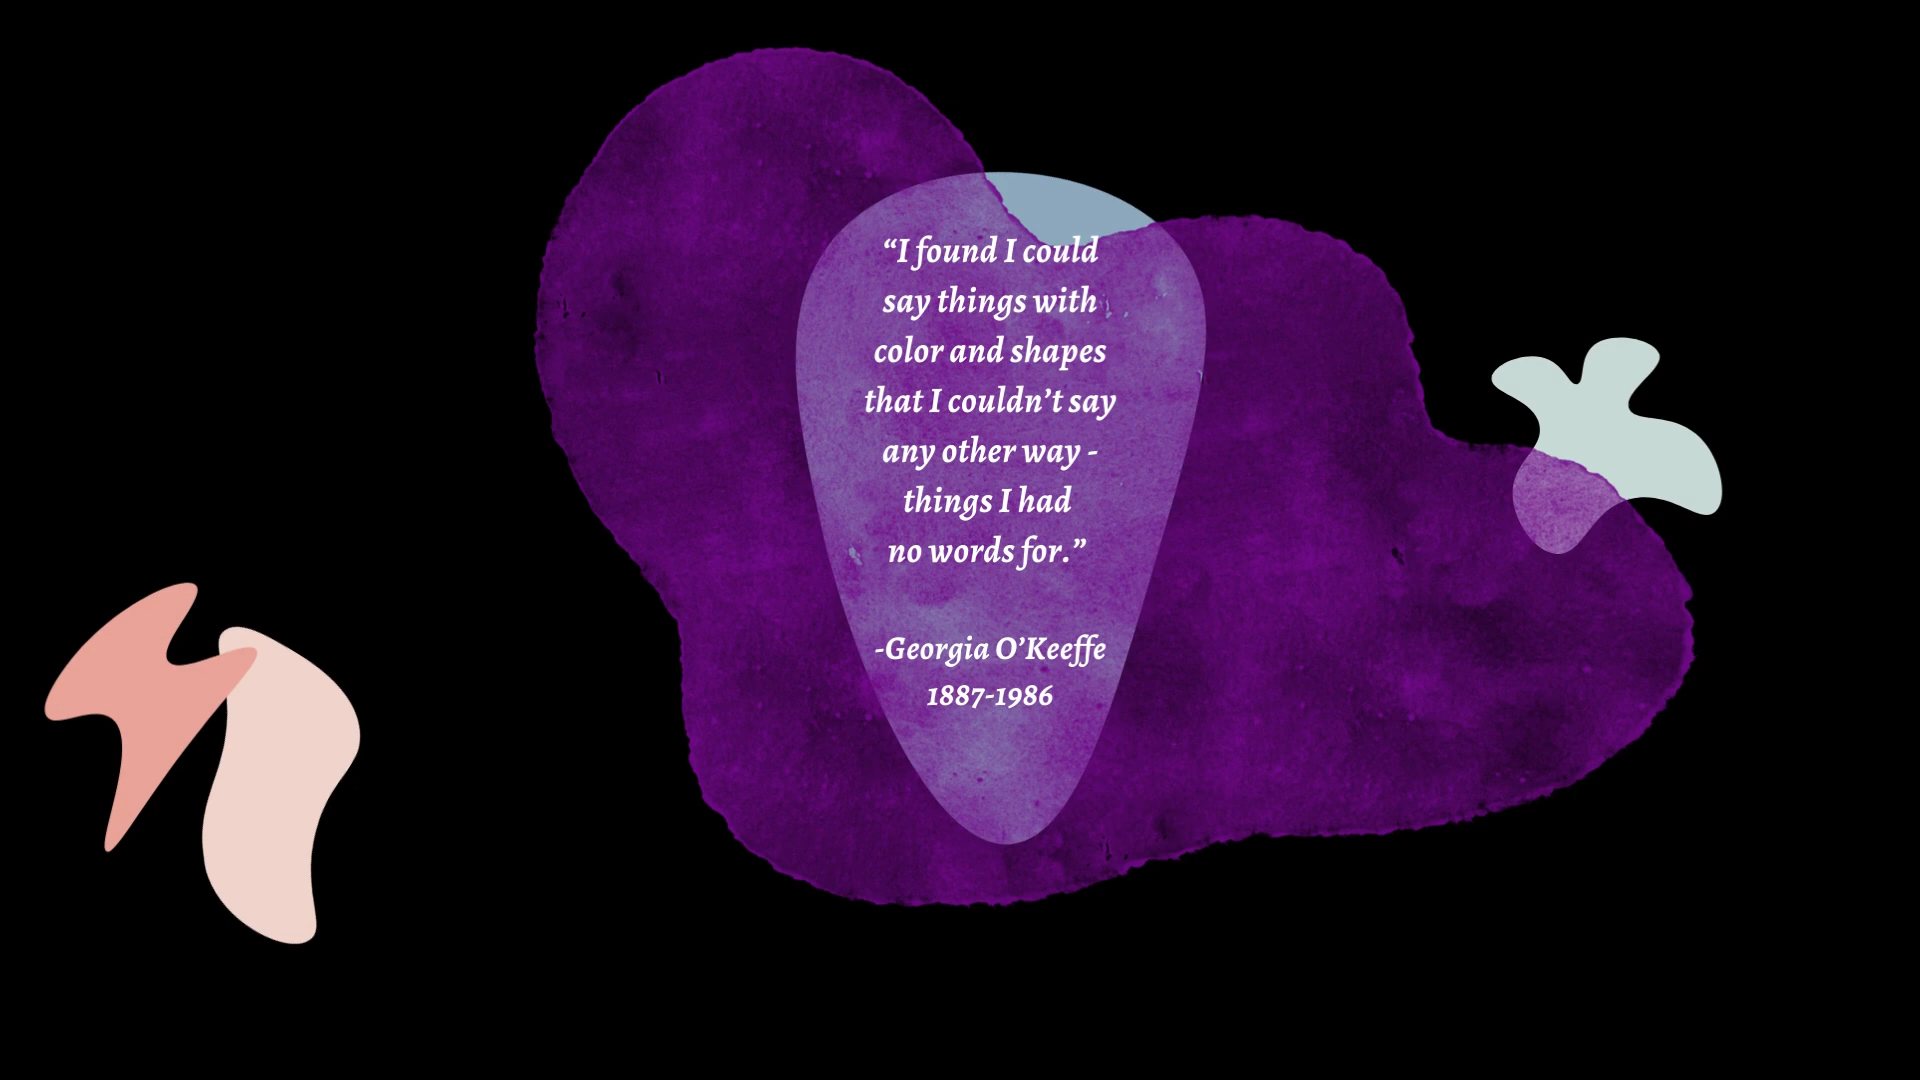 “I found I could
say things with
color and shapes
that I couldn’t say
any other way -
things I had
no words for.”
-Georgia O’Keeffe
1887-1986